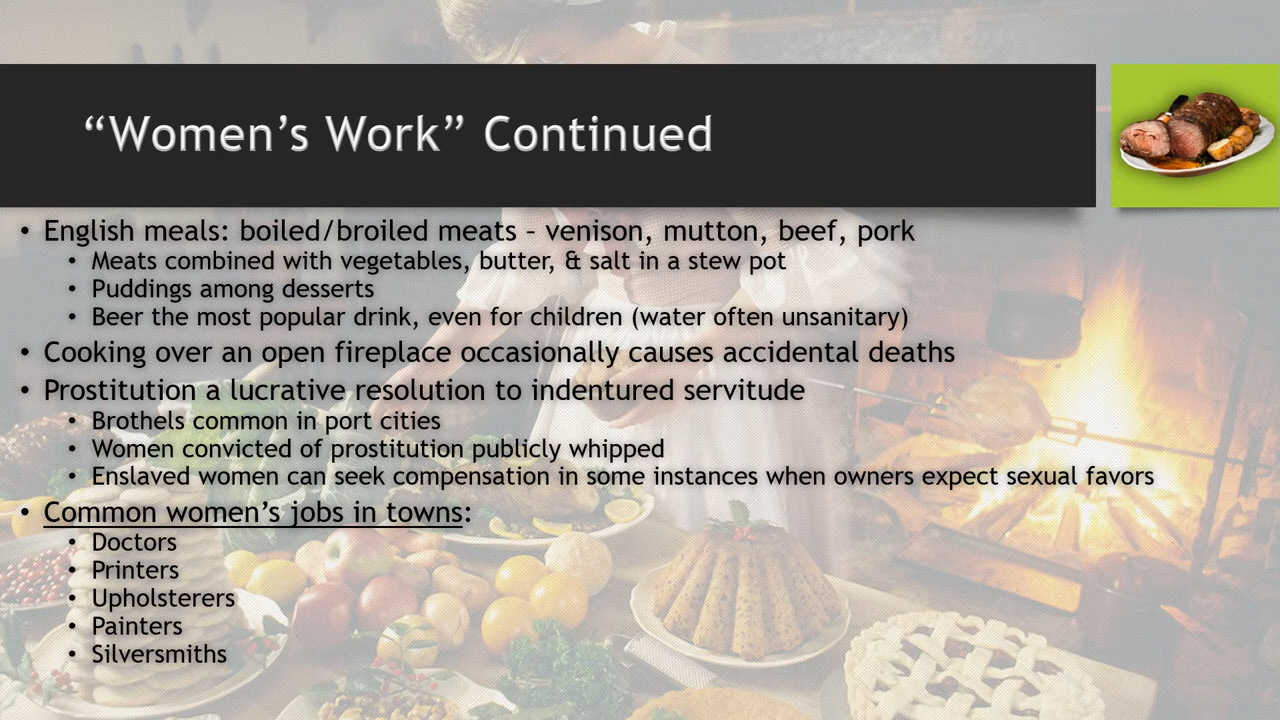 “Women’s Work” Continued
• English meals: boiled/broiled meats – venison, mutton, beef, pork
• Meats combined with vegetables, butter, & salt in a stew pot
• Puddings among desserts
• Beer the most popular drink, even for children (water often unsanitary)
• Cooking over an open fireplace occasionally causes accidental deaths
• Prostitution a lucrative resolution to indentured servitude
• Brothels common in port cities
• Women convicted of prostitution publicly whipped
• Enslaved women can seek compensation in some instances when owners expect sexual favors
• Common women’s jobs in towns:
• Doctors
• Printers
• Upholsterers
• Painters
• Silversmiths